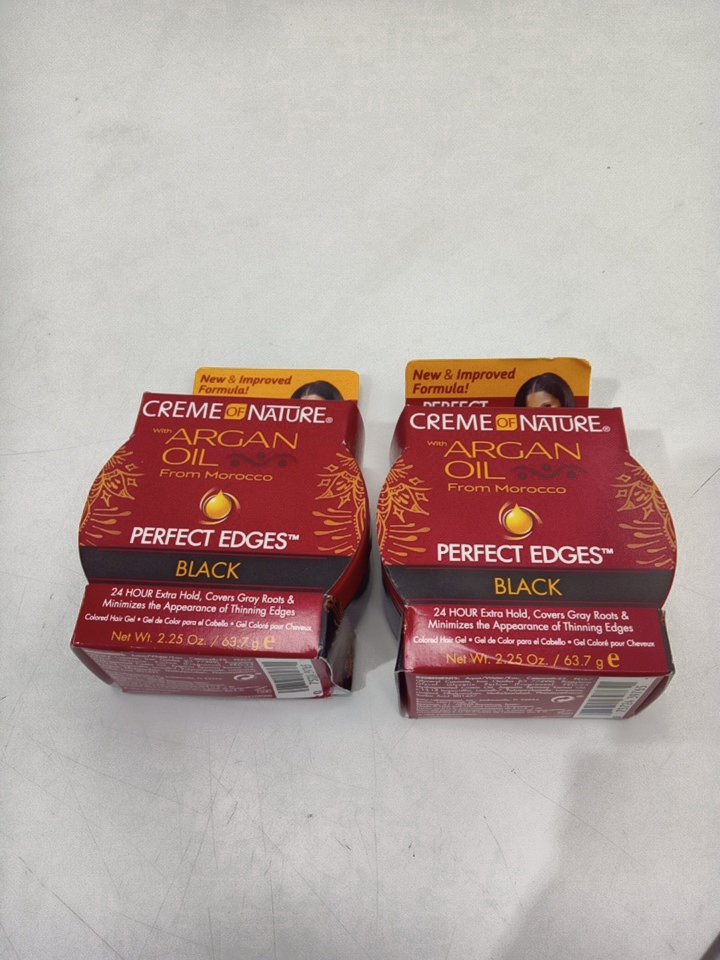 New & Improved
Formula!
CREME OF NATURE®
With ARGAN
OIL
From Morocco
PERFECT EDGES™
BLACK
24 HOUR Extra Hold, Covers Gray Roots &
Minimizes the Appearance of Thinning Edges
Colored Hair Gel • Gel de Color para el Cabello • Gel Coloré pour Cheveux
Net Wt. 2.25 Oz. / 63.7 g e
New & Improved
Formula!
PERFECT
CREME OF NATURE®
With ARGAN
OIL
From Morocco
PERFECT EDGES™
BLACK
24 HOUR Extra Hold, Covers Gray Roots &
Minimizes the Appearance of Thinning Edges
Colored Hair Gel • Gel de Color para el Cabello • Gel Coloré pour Cheveux
Net Wt. 2.25 Oz. / 63.7 g e